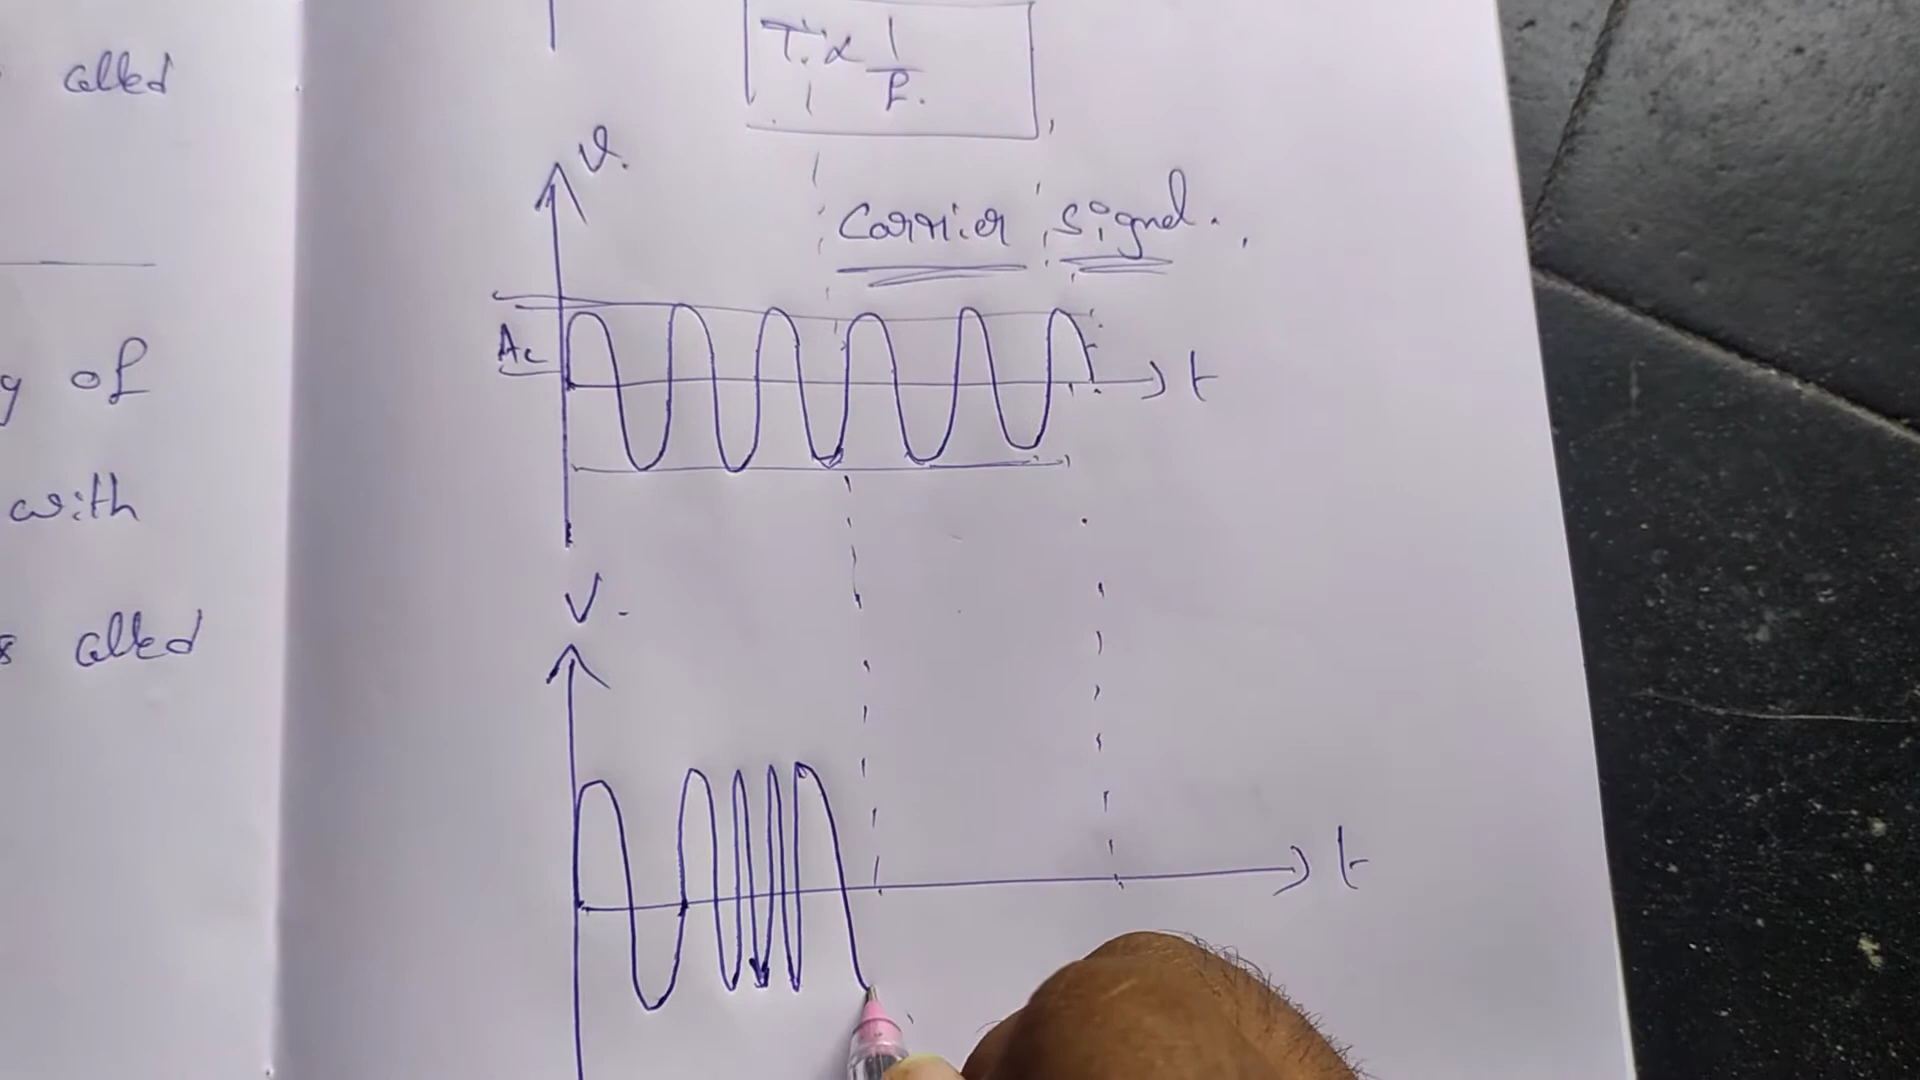 called
y of
with
s called
T ∝ 1/f.
v.
Carrier signal.
Ac
t
V.
t